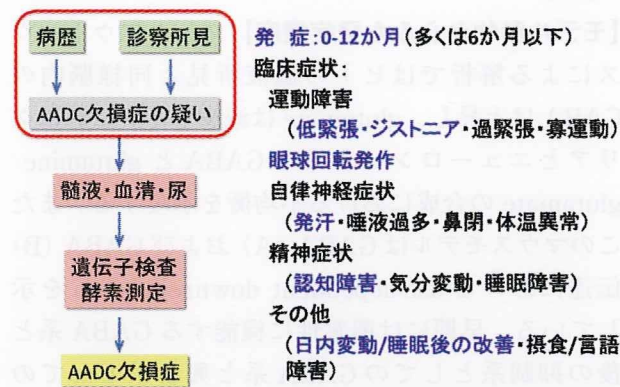 病歴
診察所見
AADC欠損症の疑い
髄液・血清・尿
遺伝子検査
酵素測定
AADC欠損症
発 症:0-12か月(多くは6か月以下)
臨床症状:
運動障害
(低緊張・ジストニア・過緊張・寡運動)
眼球回転発作
自律神経症状
(発汗・唾液過多・鼻閉・体温異常)
精神症状
(認知障害・気分変動・睡眠障害)
その他
(日内変動/睡眠後の改善・摂食/言語
障害)